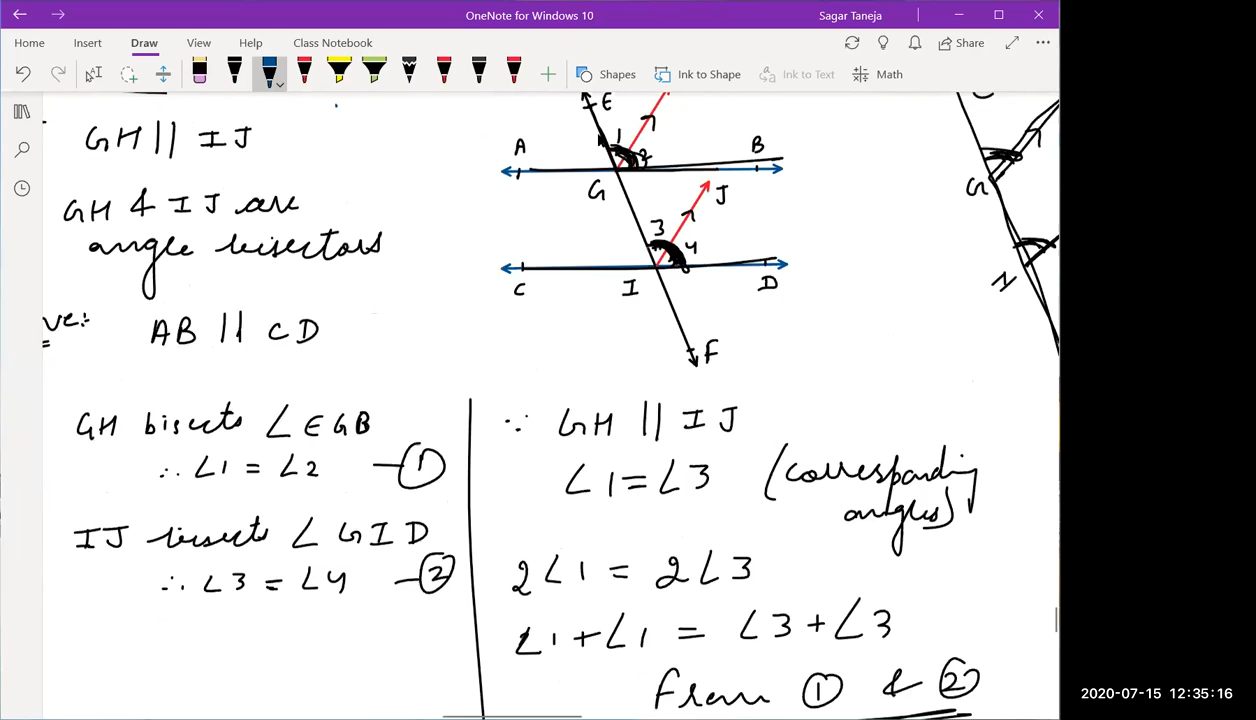 OneNote for Windows 10
Sagar Taneja
Home Insert Draw View Help Class Notebook
Share
Shapes Ink to Shape Ink to Text Math
GH || IJ
GH & IJ are
angle bisectors
ve:
AB || CD
E
1
2
A
B
G
J
3
4
C
I
D
F
G
GH bisects ∠EGB
∴ ∠1 = ∠2 —①
IJ bisects ∠GID
∴ ∠3 = ∠4 —②
∵ GH || IJ
∠1 = ∠3 (corresponding
angles)
2∠1 = 2∠3
∠1 + ∠1 = ∠3 + ∠3
From ① & ②
2020-07-15 12:35:16